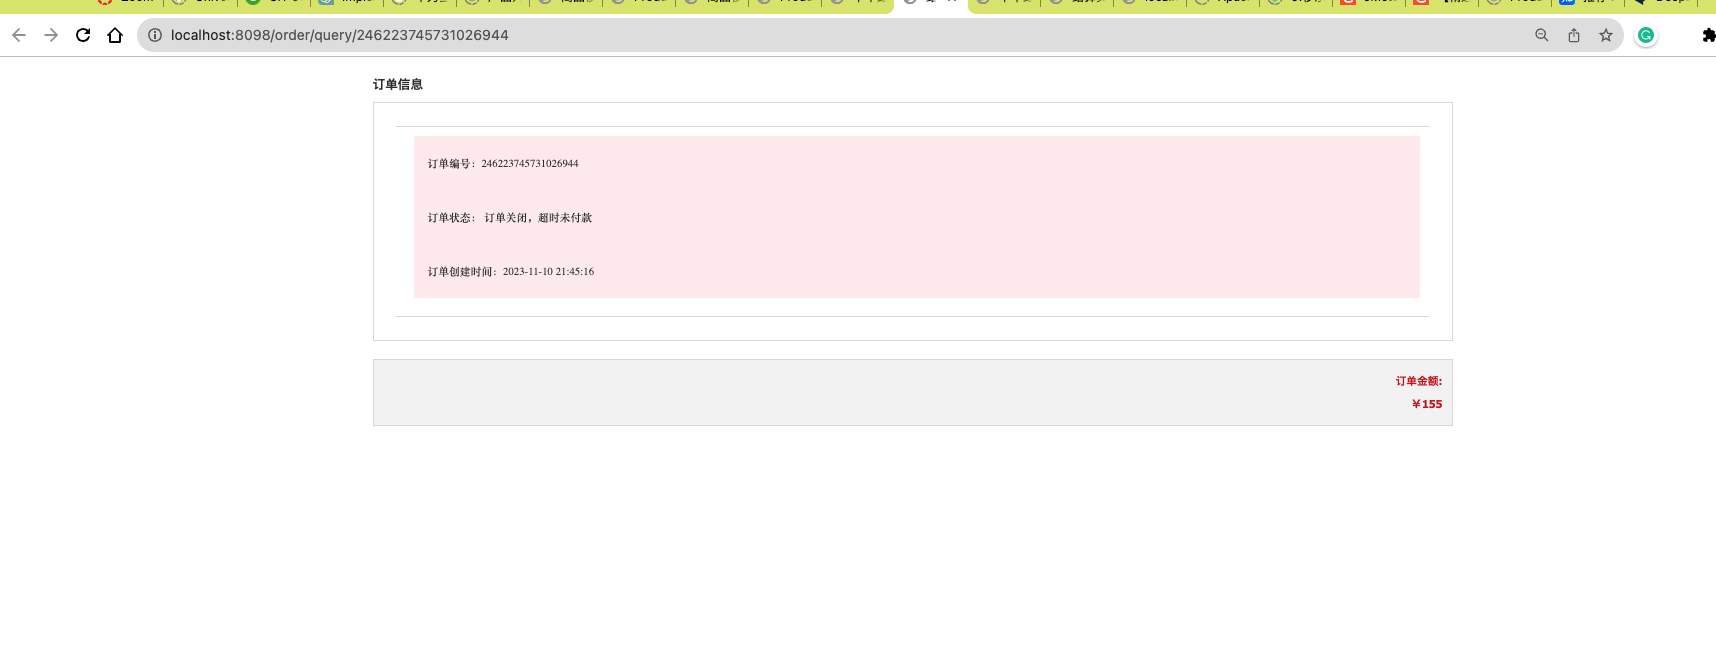 localhost:8098/order/query/246223745731026944
订单信息
订单编号：246223745731026944
订单状态： 订单关闭，超时未付款
订单创建时间：2023-11-10 21:45:16
订单金额:
￥155